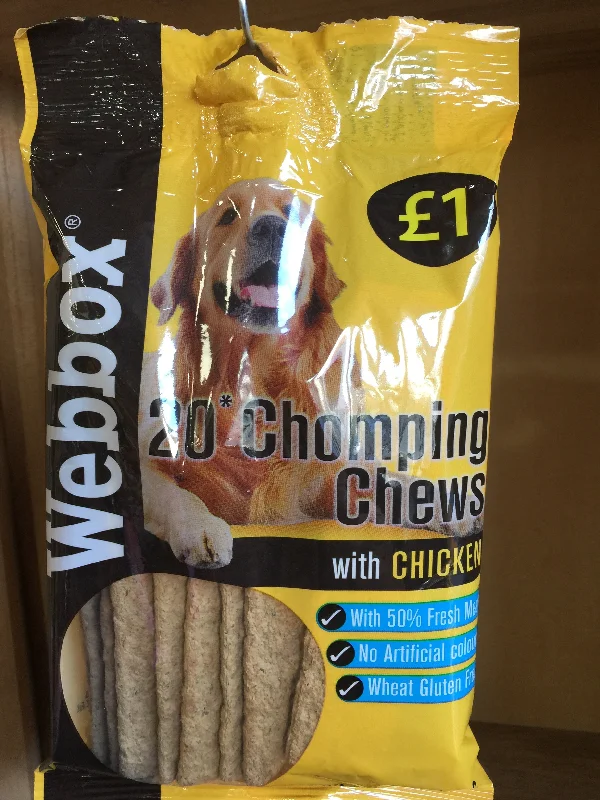 Webbox®
£1
20* Chomping
Chews
with CHICKEN
With 50% Fresh
No Artificial
Wheat Gluten